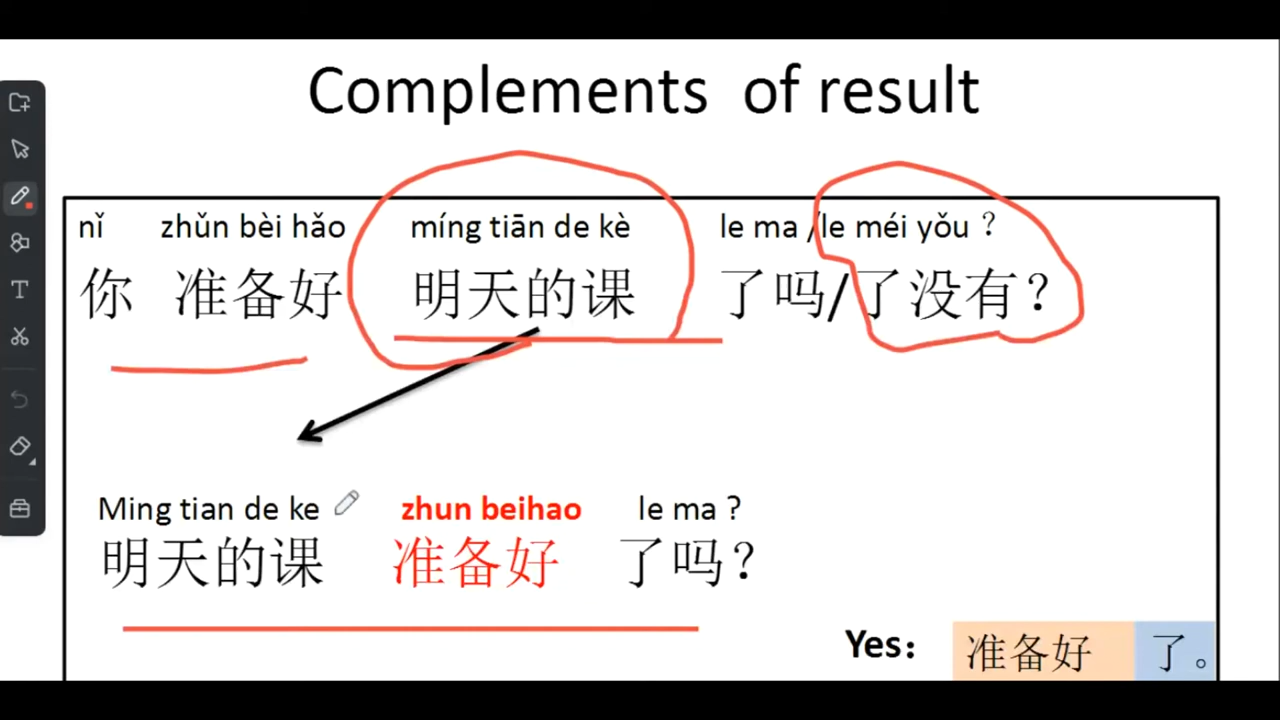 Complements of result
nǐ zhǔn bèi hǎo míng tiān de kè le ma /le méi yǒu ?
你 准备好 明天的课 了吗/了没有?
Ming tian de ke zhun beihao le ma ?
明天的课 准备好 了吗?
Yes: 准备好 了。
T